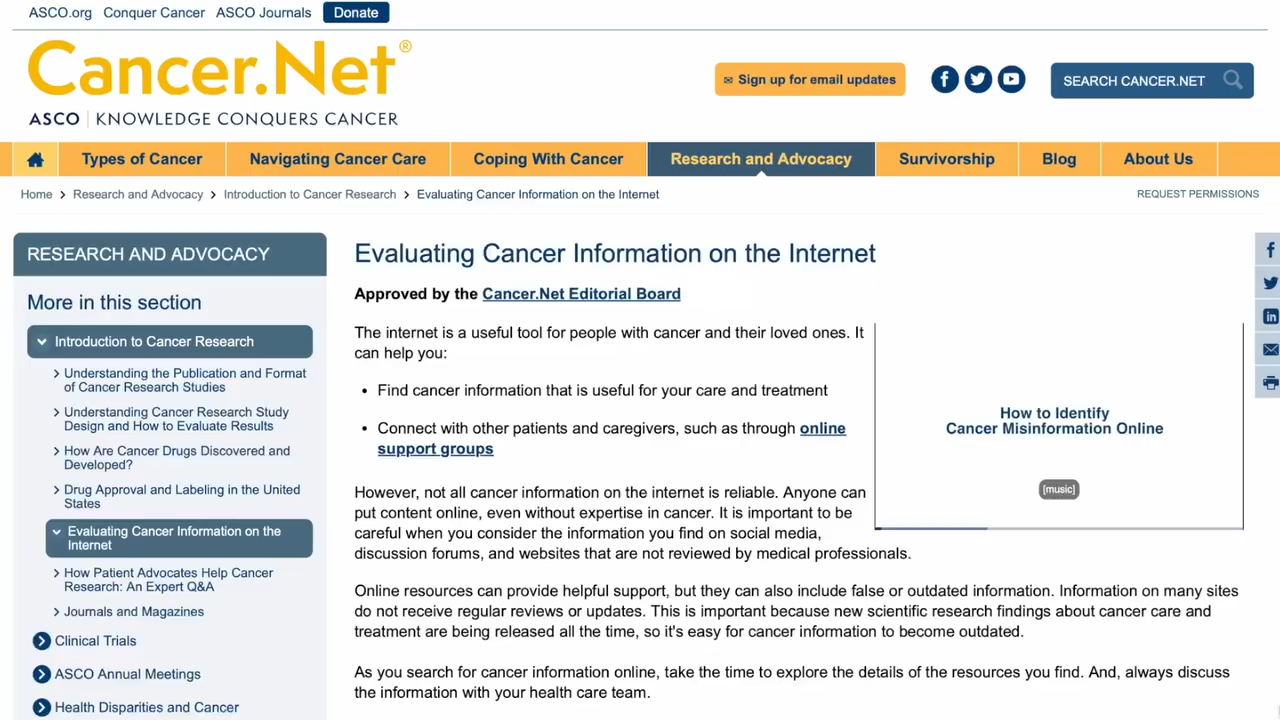 ASCO.org Conquer Cancer ASCO Journals Donate
Cancer.Net®
ASCO | KNOWLEDGE CONQUERS CANCER
✉ Sign up for email updates
SEARCH CANCER.NET
Types of Cancer Navigating Cancer Care Coping With Cancer Research and Advocacy Survivorship Blog About Us
Home > Research and Advocacy > Introduction to Cancer Research > Evaluating Cancer Information on the Internet
REQUEST PERMISSIONS
RESEARCH AND ADVOCACY
More in this section
Introduction to Cancer Research
Understanding the Publication and Format
of Cancer Research Studies
Understanding Cancer Research Study
Design and How to Evaluate Results
How Are Cancer Drugs Discovered and
Developed?
Drug Approval and Labeling in the United
States
Evaluating Cancer Information on the
Internet
How Patient Advocates Help Cancer
Research: An Expert Q&A
Journals and Magazines
Clinical Trials
ASCO Annual Meetings
Health Disparities and Cancer
Evaluating Cancer Information on the Internet
Approved by the Cancer.Net Editorial Board
The internet is a useful tool for people with cancer and their loved ones. It
can help you:
• Find cancer information that is useful for your care and treatment
• Connect with other patients and caregivers, such as through online
support groups
How to Identify
Cancer Misinformation Online
[music]
However, not all cancer information on the internet is reliable. Anyone can
put content online, even without expertise in cancer. It is important to be
careful when you consider the information you find on social media,
discussion forums, and websites that are not reviewed by medical professionals.
Online resources can provide helpful support, but they can also include false or outdated information. Information on many sites
do not receive regular reviews or updates. This is important because new scientific research findings about cancer care and
treatment are being released all the time, so it's easy for cancer information to become outdated.
As you search for cancer information online, take the time to explore the details of the resources you find. And, always discuss
the information with your health care team.